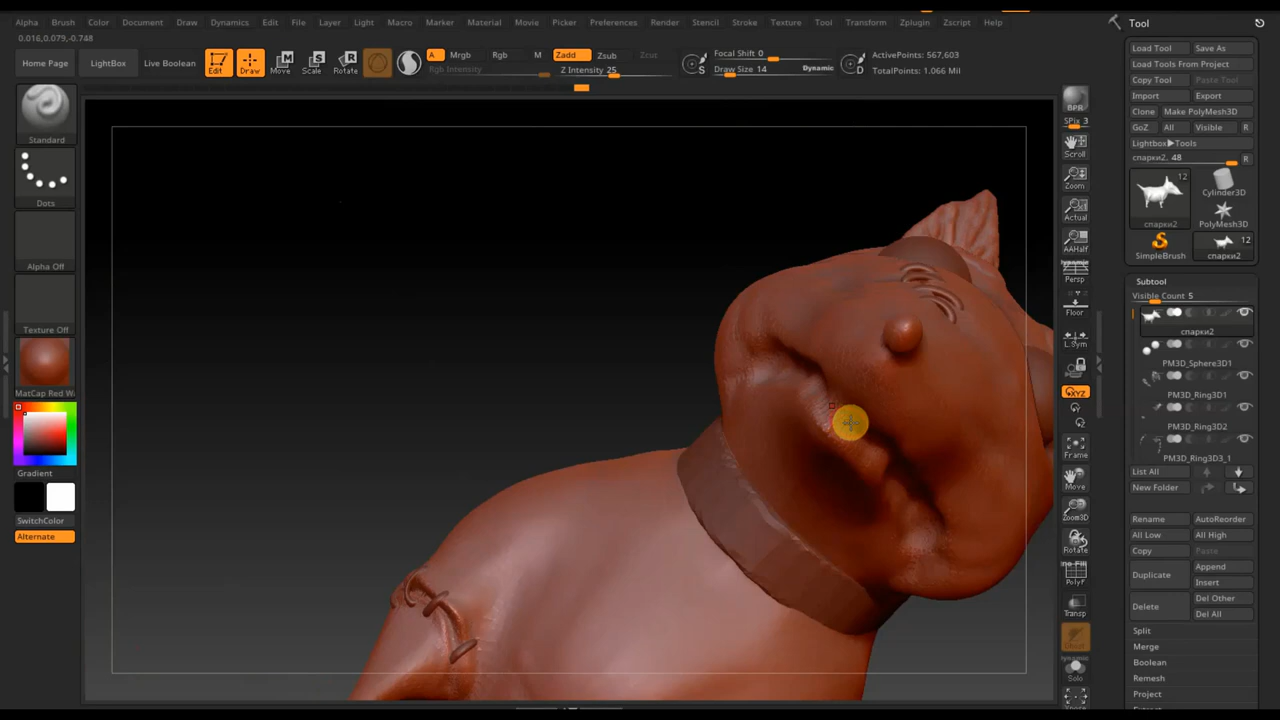 Alpha Brush Color Document Draw Dynamics Edit File Layer Light Macro Marker Material Movie Picker Preferences Render Stencil Stroke Texture Tool Transform Zplugin Zscript Help
Tool
0.016,0.079,-0.748
Home Page LightBox Live Boolean Edit Draw Move Scale Rotate
A Mrgb Rgb M Zadd Zsub Zcut
Rgb Intensity Z Intensity 25
Focal Shift 0
Draw Size 14 Dynamic
S D
ActivePoints: 567,603
TotalPoints: 1.066 Mil
Standard
Dots
Alpha Off
Texture Off
MatCap Red W
Gradient
SwitchColor
Alternate
BPR
SPix 3
Scroll
Zoom
Actual
AAHalf
Dynamic
Persp
Floor
L.Sym
XYZ
Y
Z
Frame
Move
Zoom3D
Rotate
PolyF
Transp
Dynamic
Solo
Xpose
Load Tool Save As
Load Tools From Project
Copy Tool Paste Tool
Import Export
Clone Make PolyMesh3D
GoZ All Visible R
Lightbox▶Tools
спарки2. 48 R
12
Cylinder3D
спарки2 PolyMesh3D
12
SimpleBrush спарки2
Subtool
Visible Count 5
спарки2
PM3D_Sphere3D1
PM3D_Ring3D1
PM3D_Ring3D2
PM3D_Ring3D3_1
List All
New Folder
Rename AutoReorder
All Low All High
Copy Paste
Duplicate Append
Insert
Delete Del Other
Del All
Split
Merge
Boolean
Remesh
Project